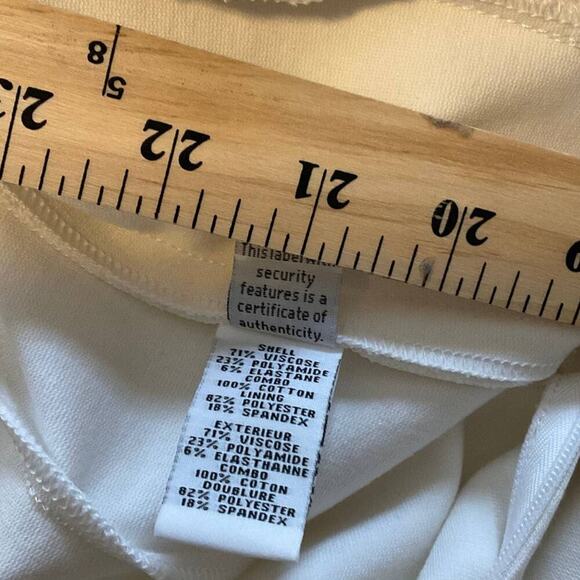 5
8
23
22
21
20
This label with
security
features is a
certificate of
authenticity.
SHELL
71% VISCOSE
23% POLYAMIDE
6% ELASTANE
COMBO
100% COTTON
LINING
82% POLYESTER
18% SPANDEX
EXTERIEUR
71% VISCOSE
23% POLYAMIDE
6% ELASTHANNE
COMBO
100% COTON
DOUBLURE
82% POLYESTER
18% SPANDEX